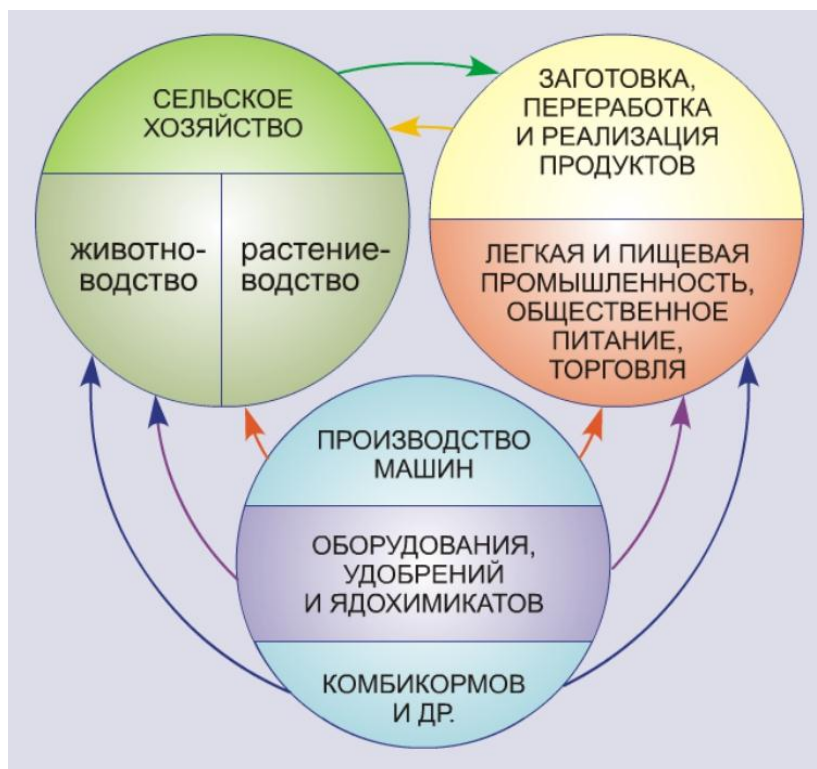 СЕЛЬСКОЕ
ХОЗЯЙСТВО
животно-
водство
растение-
водство
ЗАГОТОВКА,
ПЕРЕРАБОТКА
И РЕАЛИЗАЦИЯ
ПРОДУКТОВ
ЛЕГКАЯ И ПИЩЕВАЯ
ПРОМЫШЛЕННОСТЬ,
ОБЩЕСТВЕННОЕ
ПИТАНИЕ,
ТОРГОВЛЯ
ПРОИЗВОДСТВО
МАШИН
ОБОРУДОВАНИЯ,
УДОБРЕНИЙ
И ЯДОХИМИКАТОВ
КОМБИКОРМОВ
И ДР.